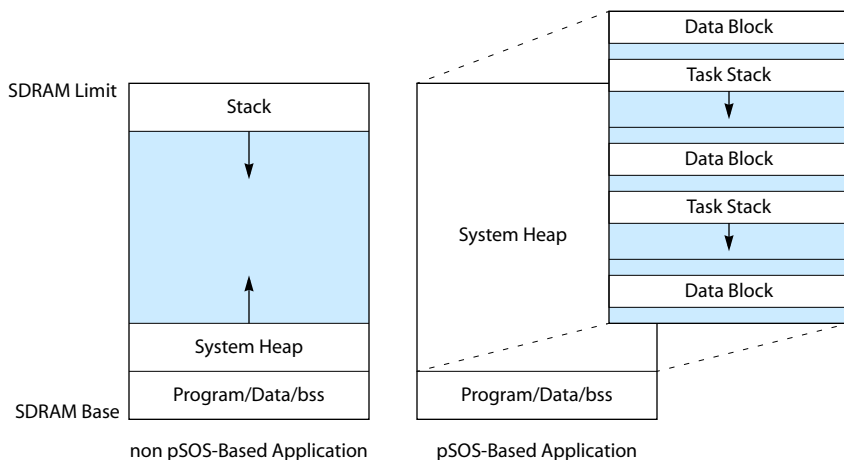 Data Block
Task Stack
Data Block
Task Stack
Data Block
SDRAM Limit
Stack
System Heap
System Heap
Program/Data/bss
Program/Data/bss
SDRAM Base
non pSOS-Based Application
pSOS-Based Application